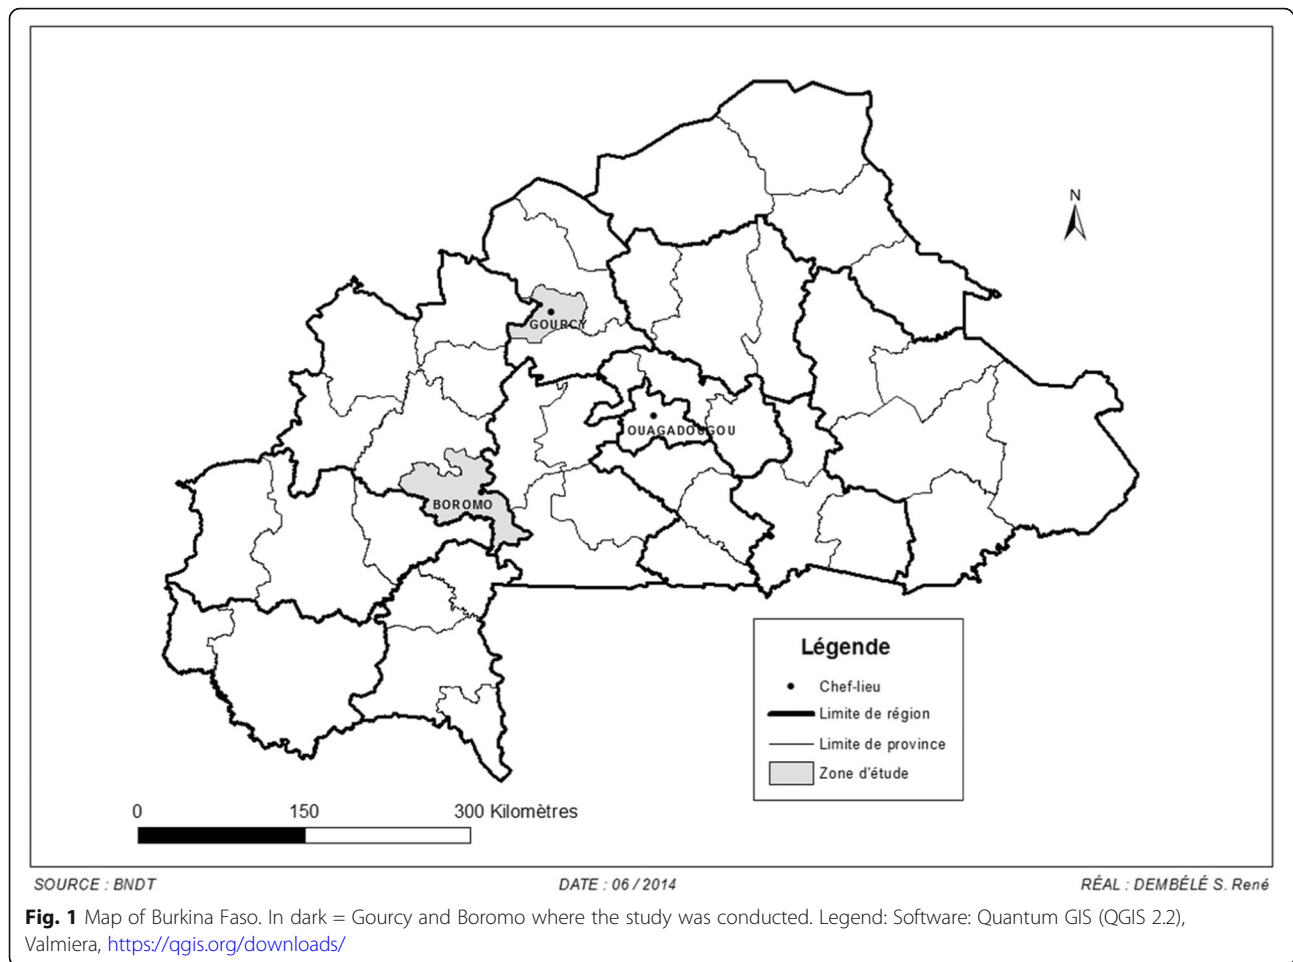 N
GOURCY
OUAGADOUGOU
BOROMO
Légende
Chef-lieu
Limite de région
Limite de province
Zone d'étude
0 150 300 Kilomètres
SOURCE : BNDT DATE : 06 / 2014 RÉAL : DEMBÉLÉ S. René
Fig. 1 Map of Burkina Faso. In dark = Gourcy and Boromo where the study was conducted. Legend: Software: Quantum GIS (QGIS 2.2),
Valmiera, https://qgis.org/downloads/